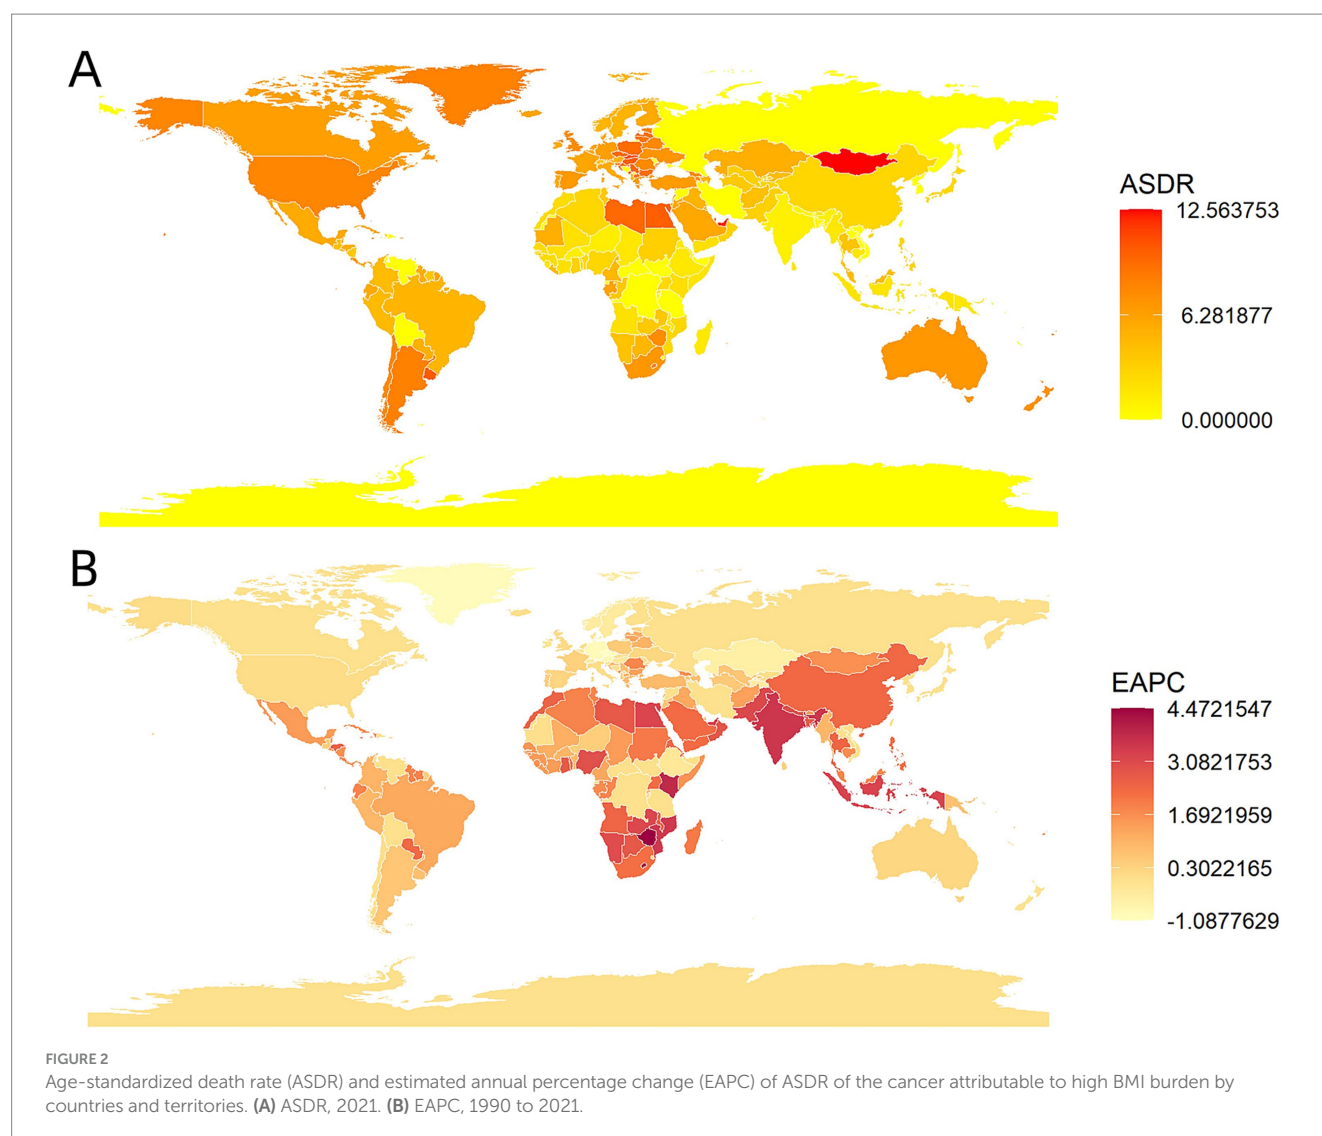 A
ASDR
12.563753
6.281877
0.000000
B
EAPC
4.4721547
3.0821753
1.6921959
0.3022165
-1.0877629
FIGURE 2
Age-standardized death rate (ASDR) and estimated annual percentage change (EAPC) of ASDR of the cancer attributable to high BMI burden by
countries and territories. (A) ASDR, 2021. (B) EAPC, 1990 to 2021.